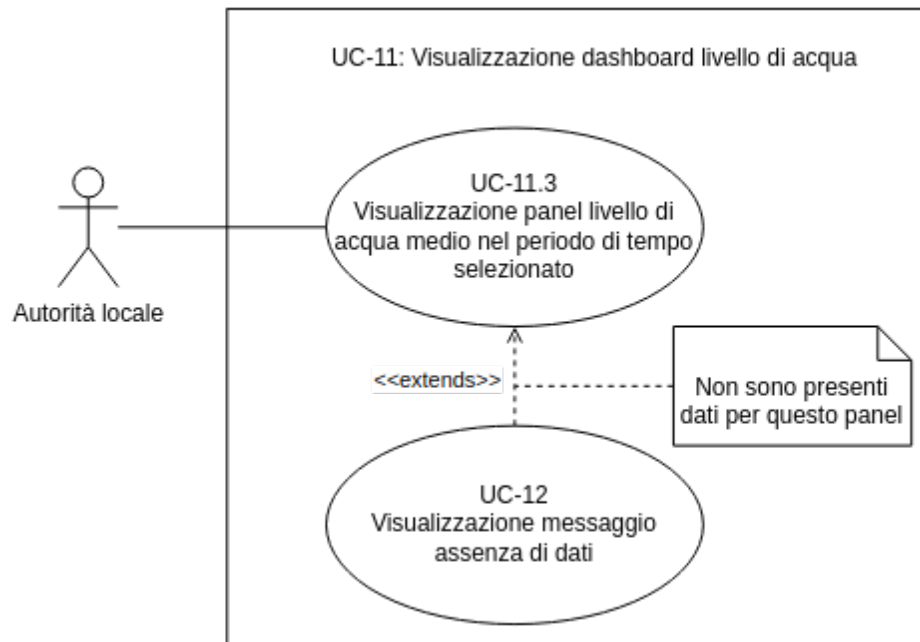 UC-11: Visualizzazione dashboard livello di acqua
UC-11.3
Visualizzazione panel livello di
acqua medio nel periodo di tempo
selezionato
Autorità locale
<<extends>>
Non sono presenti
dati per questo panel
UC-12
Visualizzazione messaggio
assenza di dati